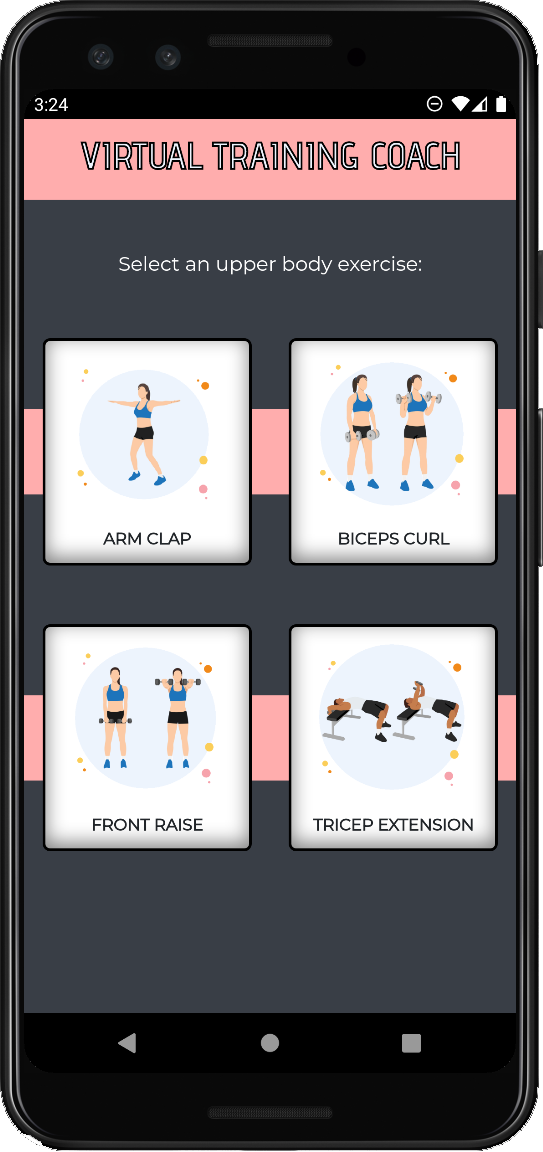 3:24
VIRTUAL TRAINING COACH
Select an upper body exercise:
ARM CLAP
BICEPS CURL
FRONT RAISE
TRICEP EXTENSION